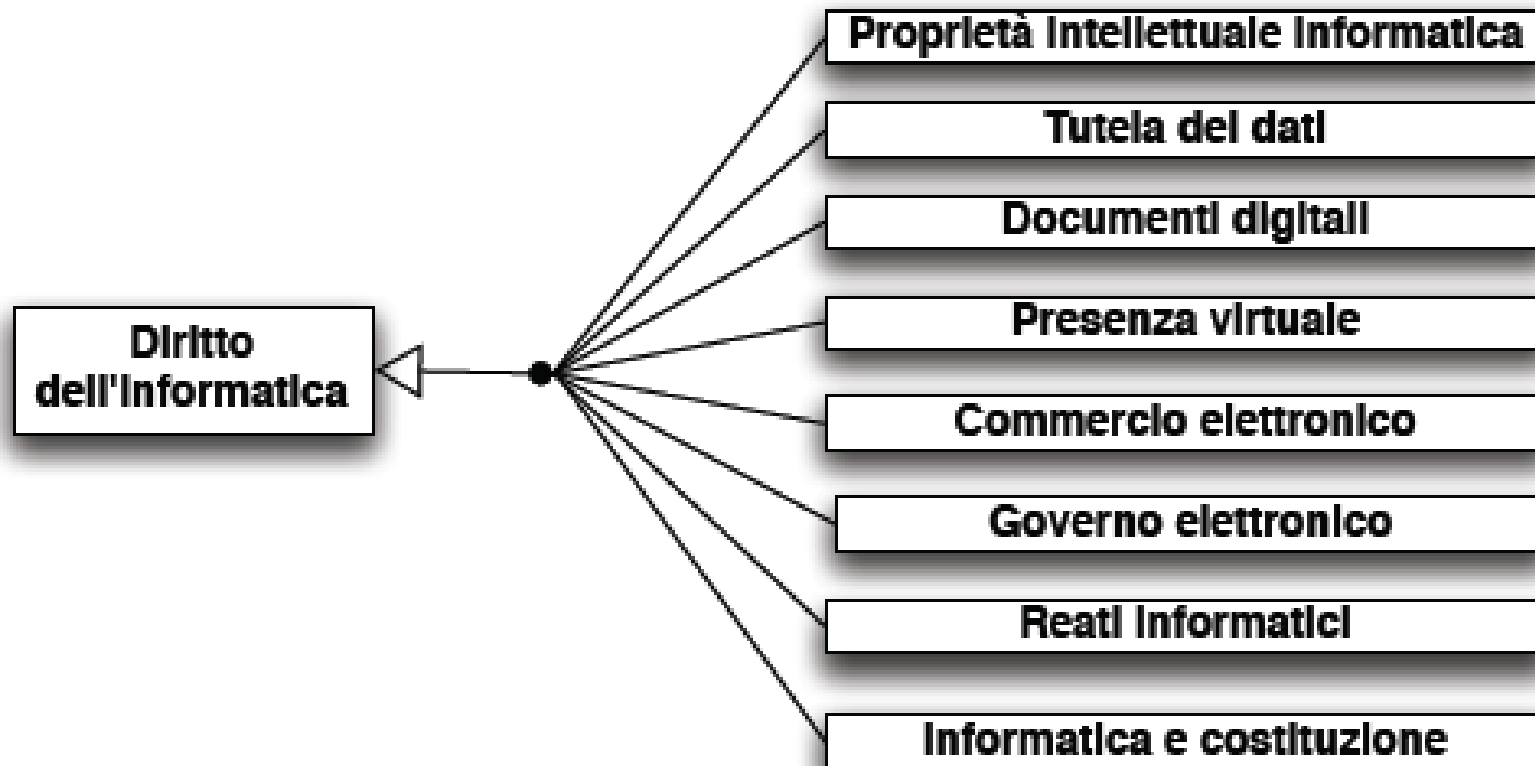 Proprietà intellettuale informatica
Tutela dei dati
Documenti digitali
Presenza virtuale
Diritto
dell'informatica
Commercio elettronico
Governo elettronico
Reati informatici
Informatica e costituzione